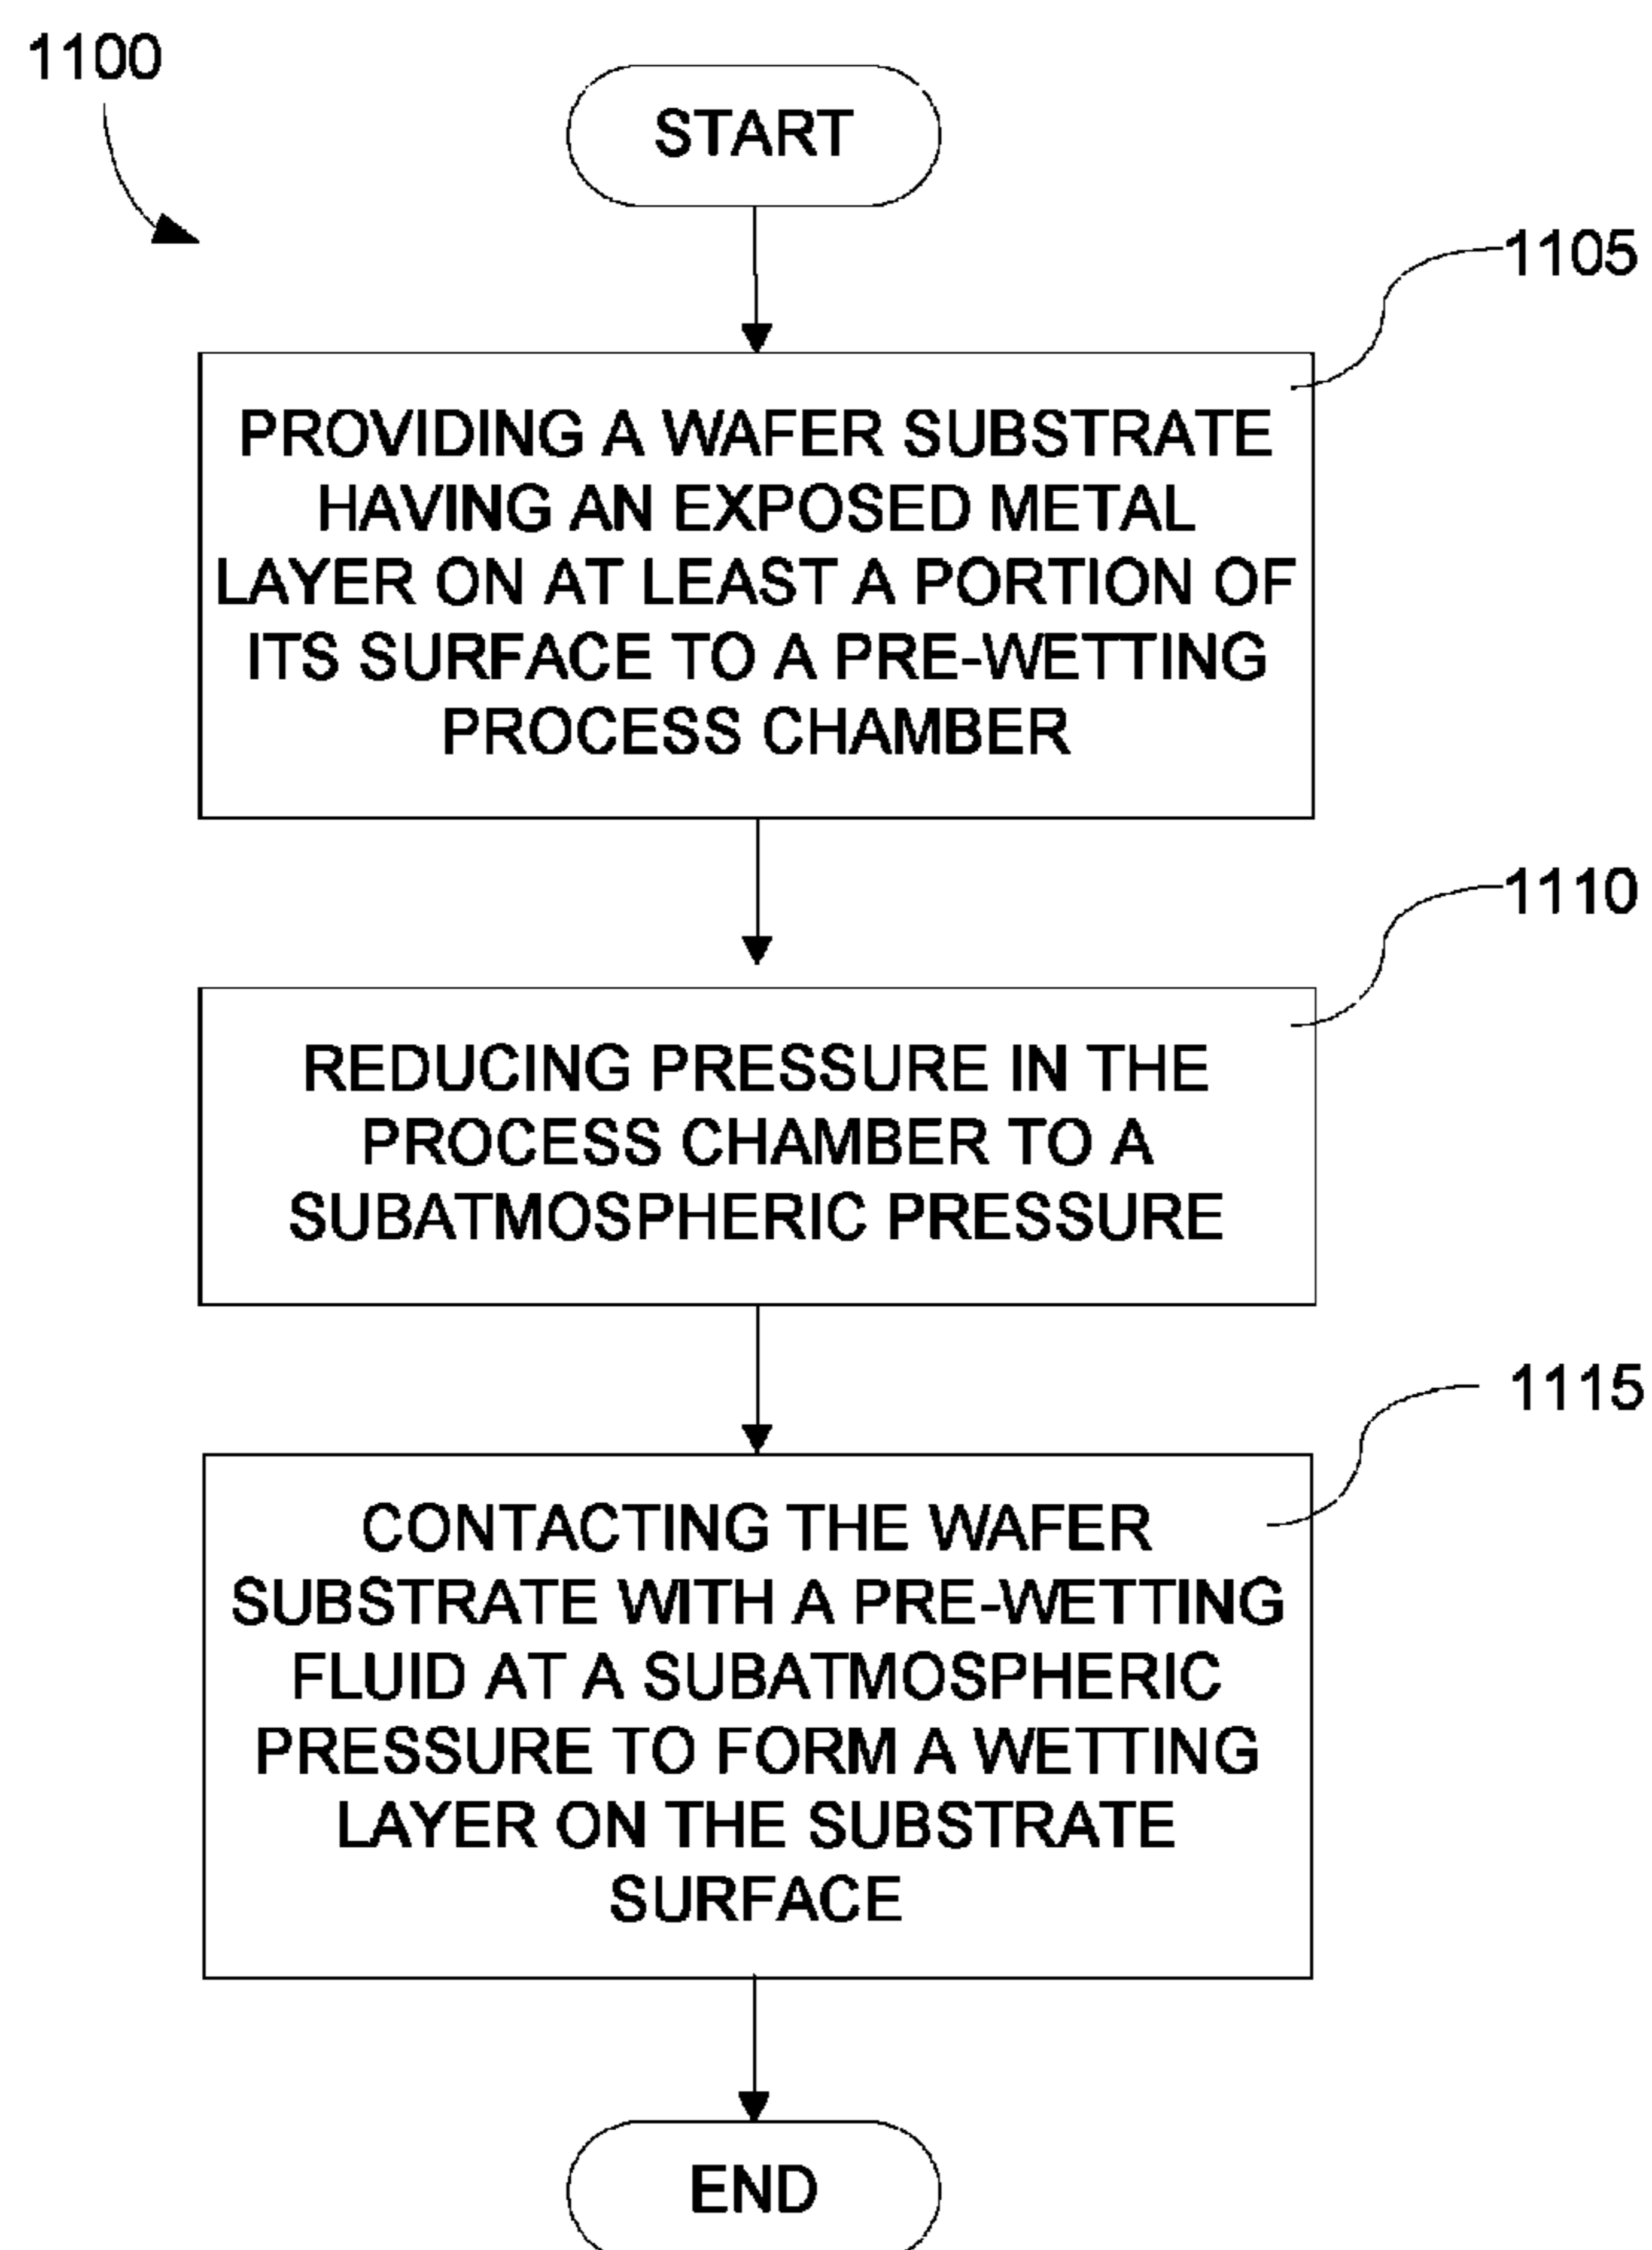 1100
START
1105
PROVIDING A WAFER SUBSTRATE
HAVING AN EXPOSED METAL
LAYER ON AT LEAST A PORTION OF
ITS SURFACE TO A PRE-WETTING
PROCESS CHAMBER
1110
REDUCING PRESSURE IN THE
PROCESS CHAMBER TO A
SUBATMOSPHERIC PRESSURE
1115
CONTACTING THE WAFER
SUBSTRATE WITH A PRE-WETTING
FLUID AT A SUBATMOSPHERIC
PRESSURE TO FORM A WETTING
LAYER ON THE SUBSTRATE
SURFACE
END